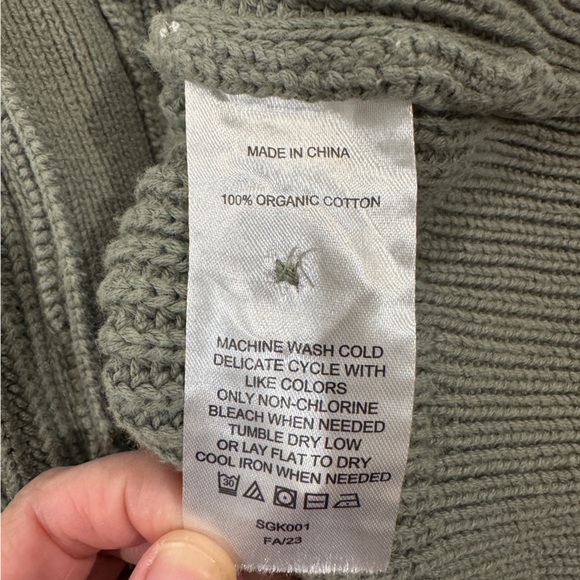 MADE IN CHINA
100% ORGANIC COTTON
MACHINE WASH COLD
DELICATE CYCLE WITH
LIKE COLORS
ONLY NON-CHLORINE
BLEACH WHEN NEEDED
TUMBLE DRY LOW
OR LAY FLAT TO DRY
COOL IRON WHEN NEEDED
30
SGK001
FA/23